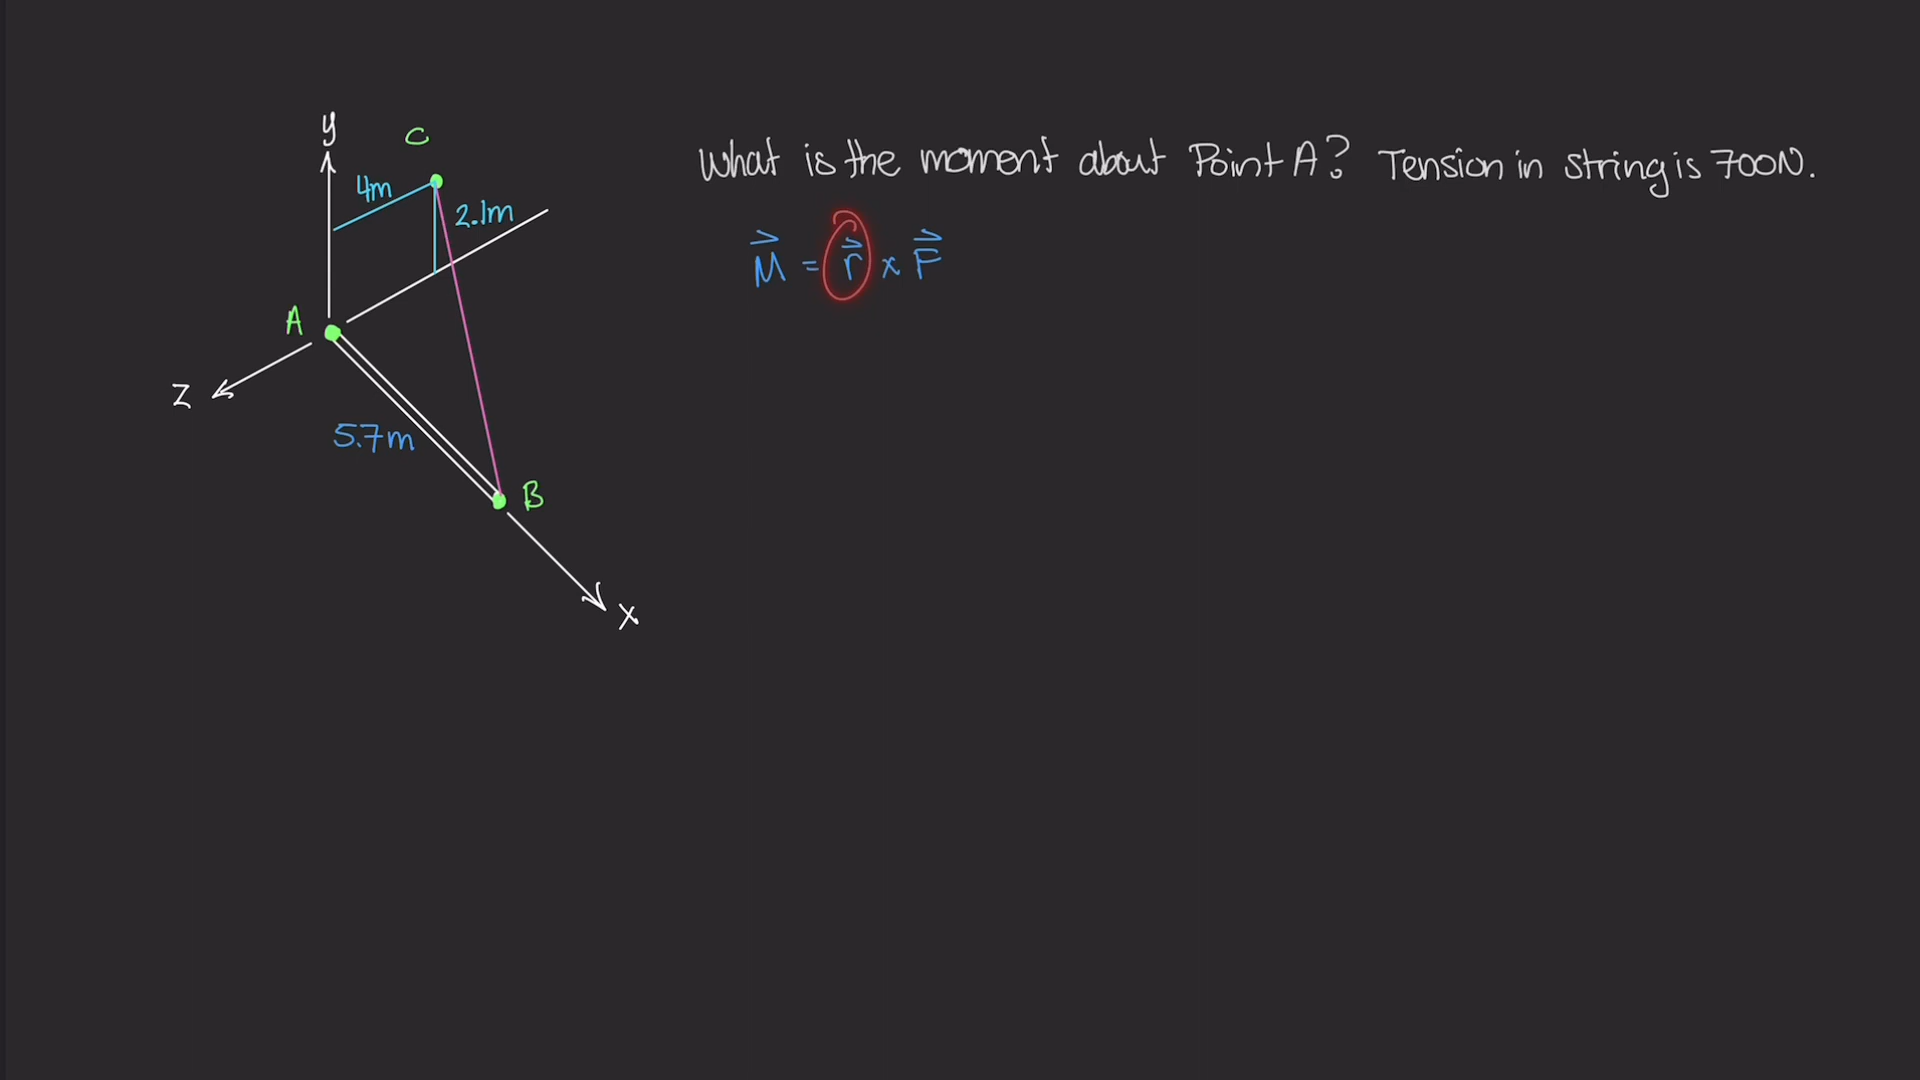 y
C
What is the moment about Point A? Tension in string is 700N.
4m
2.1m
M = r x F
A
Z
5.7m
B
x